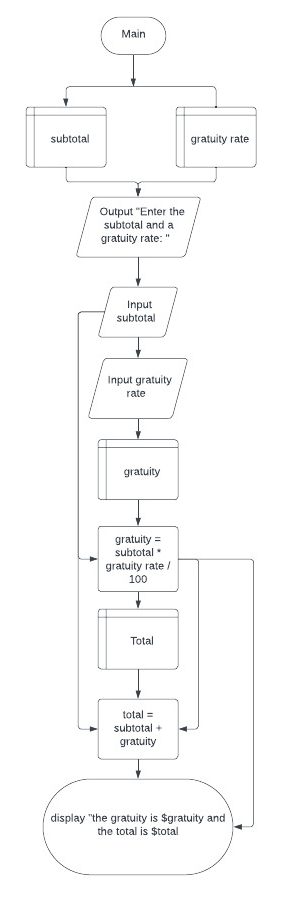 Main
subtotal
gratuity rate
Output "Enter the
subtotal and a
gratuity rate: "
Input
subtotal
Input gratuity
rate
gratuity
gratuity =
subtotal *
gratuity rate /
100
Total
total =
subtotal +
gratuity
display "the gratuity is $gratuity and
the total is $total